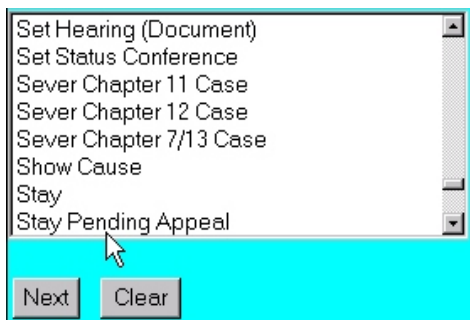 Set Hearing (Document)
Set Status Conference
Sever Chapter 11 Case
Sever Chapter 12 Case
Sever Chapter 7/13 Case
Show Cause
Stay
Stay Pending Appeal
Next Clear